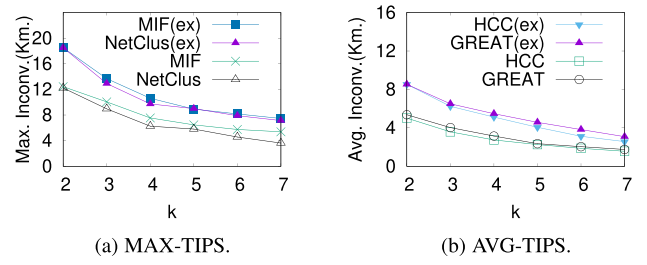 Max. Inconv.(Km.)
20
16
12
8
4
0
2 3 4 5 6 7
k
MIF(ex)
NetClus(ex)
MIF
NetClus
(a) MAX-TIPS.
Avg. Inconv.(Km.)
16
12
8
4
0
2 3 4 5 6 7
k
HCC(ex)
GREAT(ex)
HCC
GREAT
(b) AVG-TIPS.